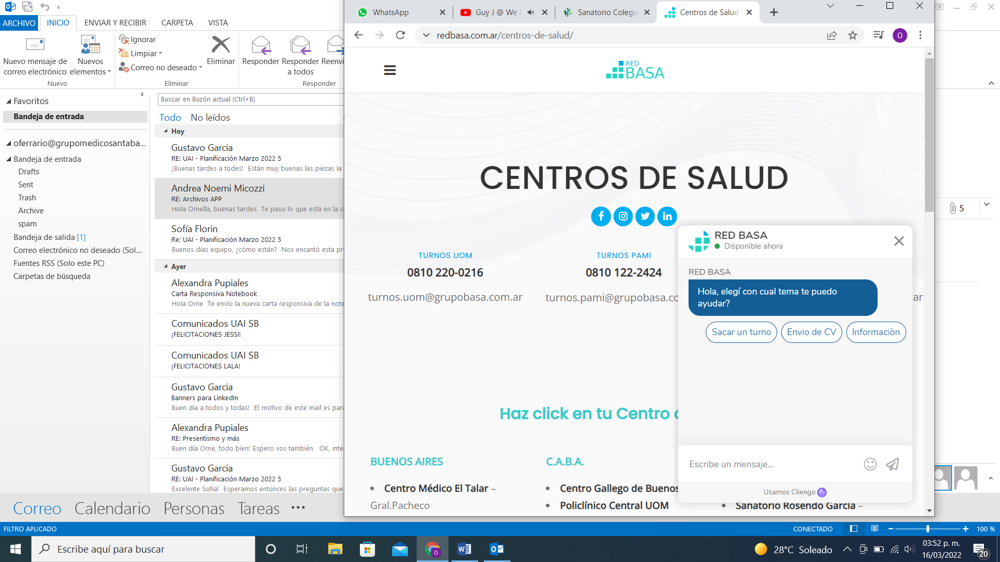 ARCHIVO INICIO ENVIAR Y RECIBIR CARPETA VISTA
Nuevo mensaje de correo electrónico
Nuevos elementos
Nuevo
Ignorar
Limpiar
Correo no deseado
Eliminar
Eliminar
Responder
Responder a todos
Reenvi
Responder
Favoritos
Bandeja de entrada
oferrario@grupomedicosantaba...
Bandeja de entrada
Drafts
Sent
Trash
Archive
spam
Bandeja de salida [1]
Correo electrónico no deseado (Sol...
Fuentes RSS (Solo este PC)
Carpetas de búsqueda
Buscar en Buzón actual (Ctrl+B)
Todo No leídos
Hoy
Gustavo Garcia
RE: UAI - Planificación Marzo 2022 5
¡Buenas tardes a todes! Están muy buenas las piezas la
Andrea Noemi Micozzi
RE: Archivos APP
Hola Ornella, buenas tardes Te paso lo que está en la c
Sofía Florin
Re: UAI - Planificación Marzo 2022 5
Buenos días equipo, ¿cómo están? Nos encantó esta pr
Ayer
Alexandra Pupiales
Carta Responsiva Notebook
Hola Orne Te envío la nueva carta responsiva de la note
Comunicados UAI SB
¡FELICITACIONES JESSI!
Comunicados UAI SB
¡FELICITACIONES LALA!
Gustavo Garcia
Banners para LinkedIn
Buen día a todos y todas! El motivo de este mail es para
Alexandra Pupiales
RE: Presentismo y más
Buen día Orne, todo bien! Espero vos también OK, inte
Gustavo Garcia
RE: UAI - Planificación Marzo 2022 5
Excelente Sofia! Esperamos entonces las preguntas que
Correo Calendario Personas Tareas •••
FILTRO APLICADO
CONECTADO
100 %
WhatsApp
Guy J @ We A
Sanatorio Colegia
Centros de Salud
redbasa.com.ar/centros-de-salud/
O
RED
BASA
CENTROS DE SALUD
TURNOS UOM
0810 220-0216
turnos.uom@grupobasa.com.ar
TURNOS PAMI
0810 122-2424
turnos.pami@grupobasa.co
ar
Haz click en tu Centro
BUENOS AIRES
• Centro Médico El Talar –
Gral.Pacheco
C.A.B.A.
• Centro Gallego de Buenos
• Policlínico Central UOM
• Sanatorio Rosendo García –
RED BASA
Disponible ahora
RED BASA
Hola, elegí con cual tema te puedo
ayudar?
Sacar un turno Envio de CV Informaciòn
Escribe un mensaje...
Usamos Cliengo
5
Escribe aquí para buscar
28°C Soleado
03:52 p. m.
16/03/2022
20